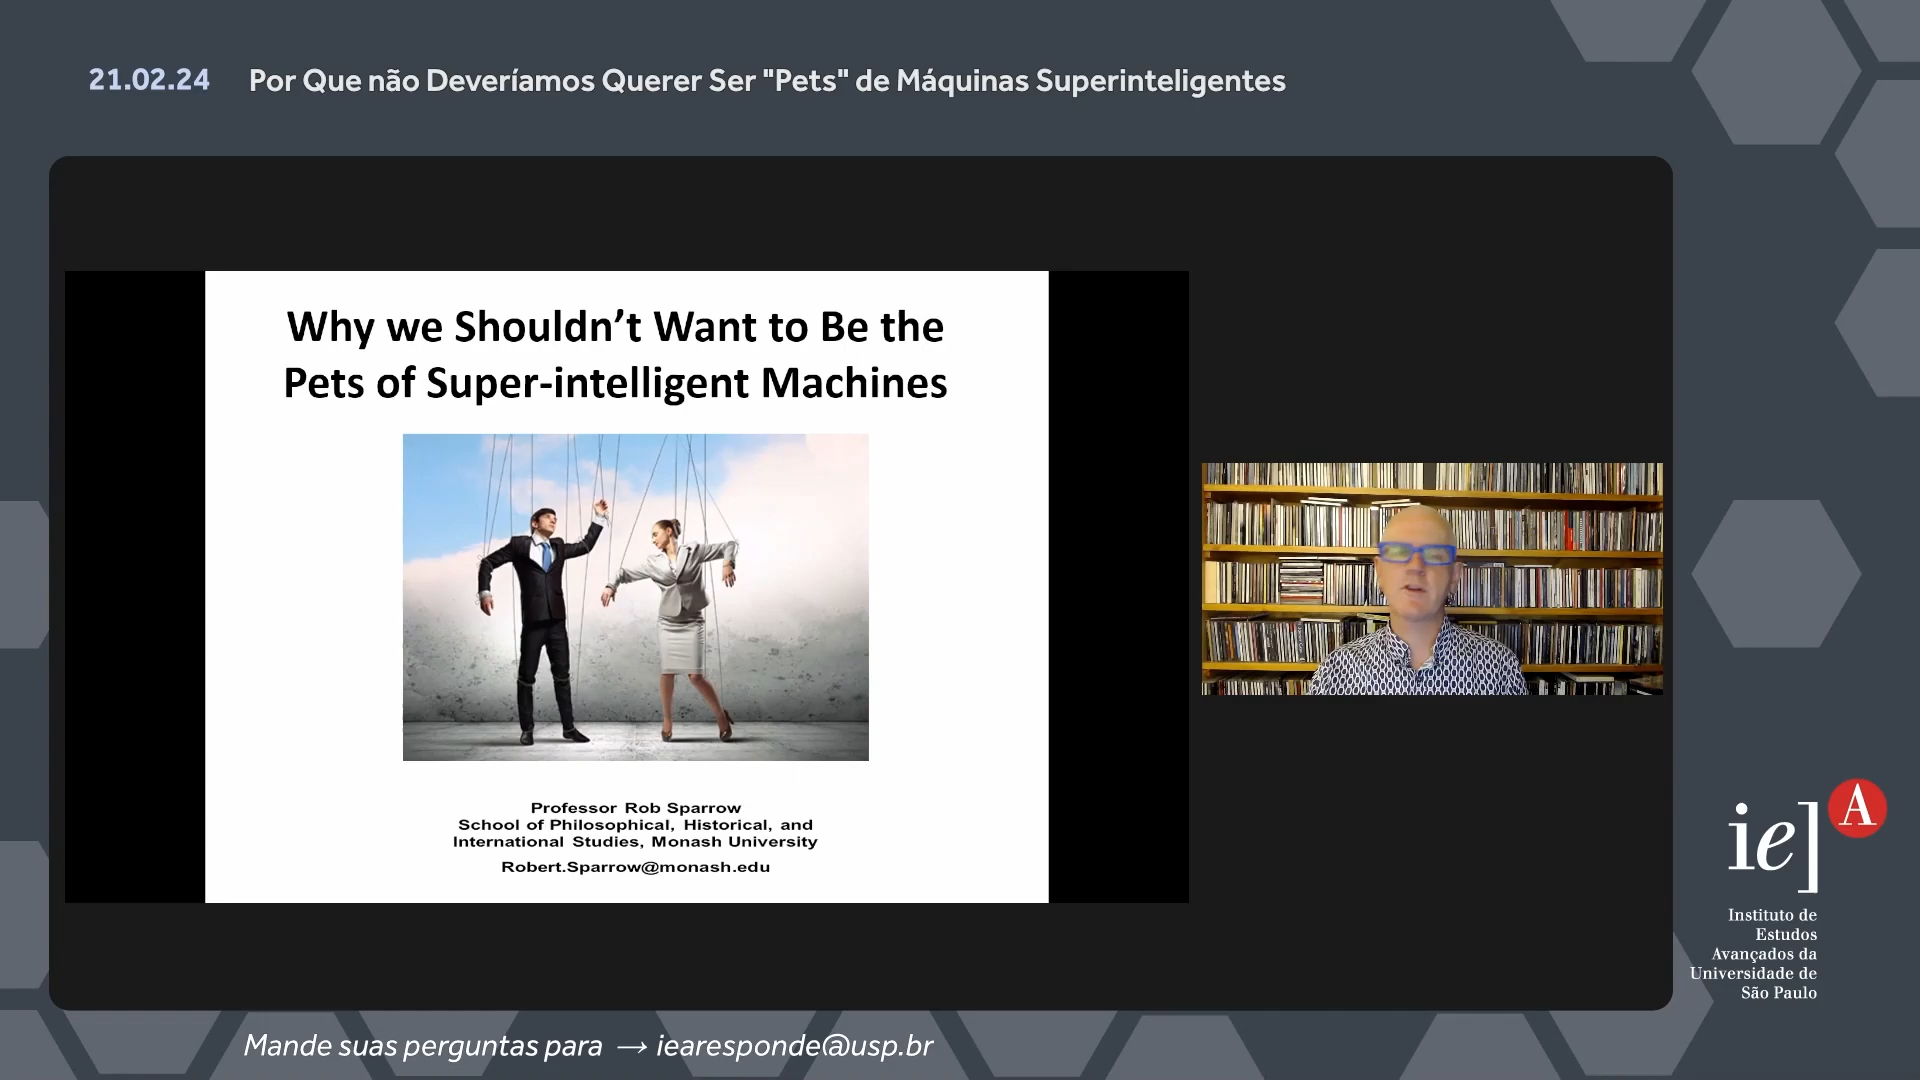 21.02.24 Por Que não Deveríamos Querer Ser "Pets" de Máquinas Superinteligentes
Why we Shouldn't Want to Be the
Pets of Super-intelligent Machines
Professor Rob Sparrow
School of Philosophical, Historical, and
International Studies, Monash University
Robert.Sparrow@monash.edu
ie]A
Instituto de
Estudos
Avançados da
Universidade de
São Paulo
Mande suas perguntas para → iearesponde@usp.br